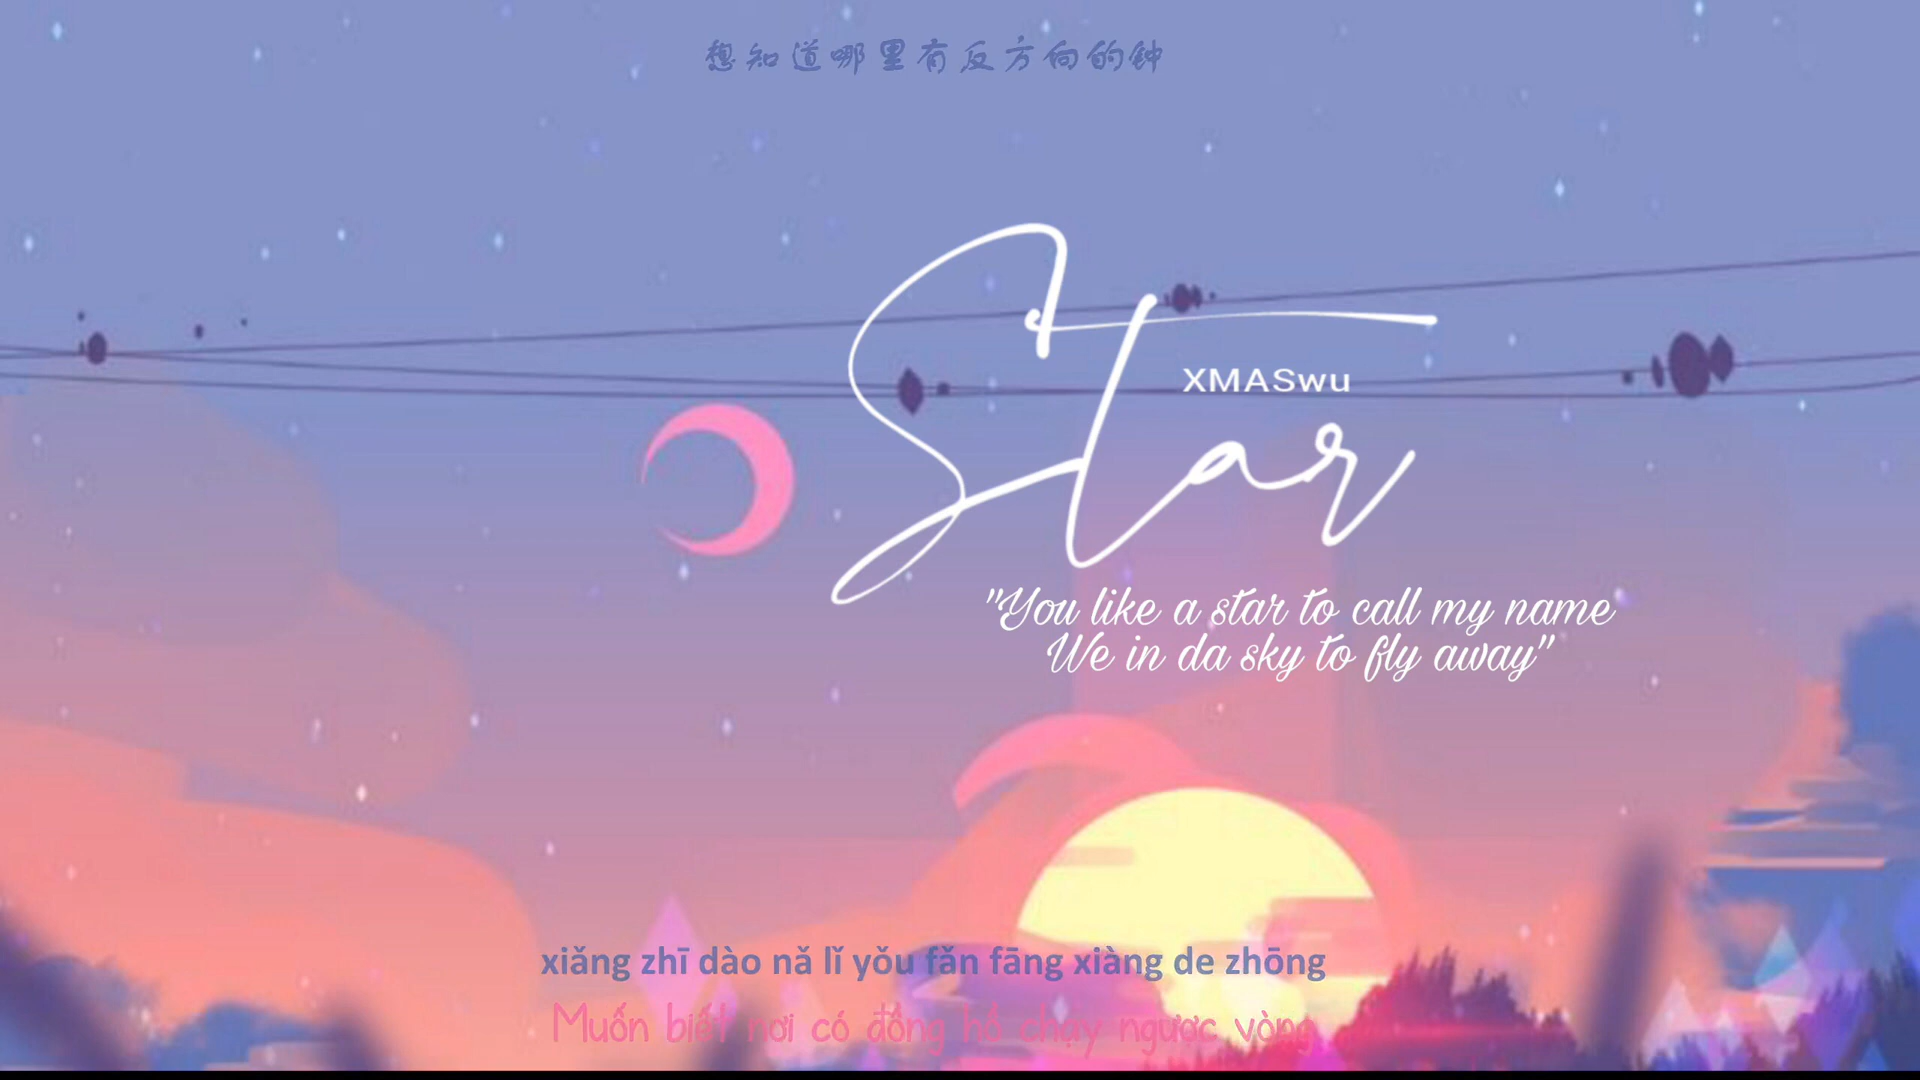 想知道哪里有反方向的钟
Star
XMASwu
"You like a star to call my name
We in da sky to fly away"
xiǎng zhī dào nǎ lǐ yǒu fǎn fāng xiàng de zhōng
Muốn biết nơi có đồng hồ chạy ngược vòng